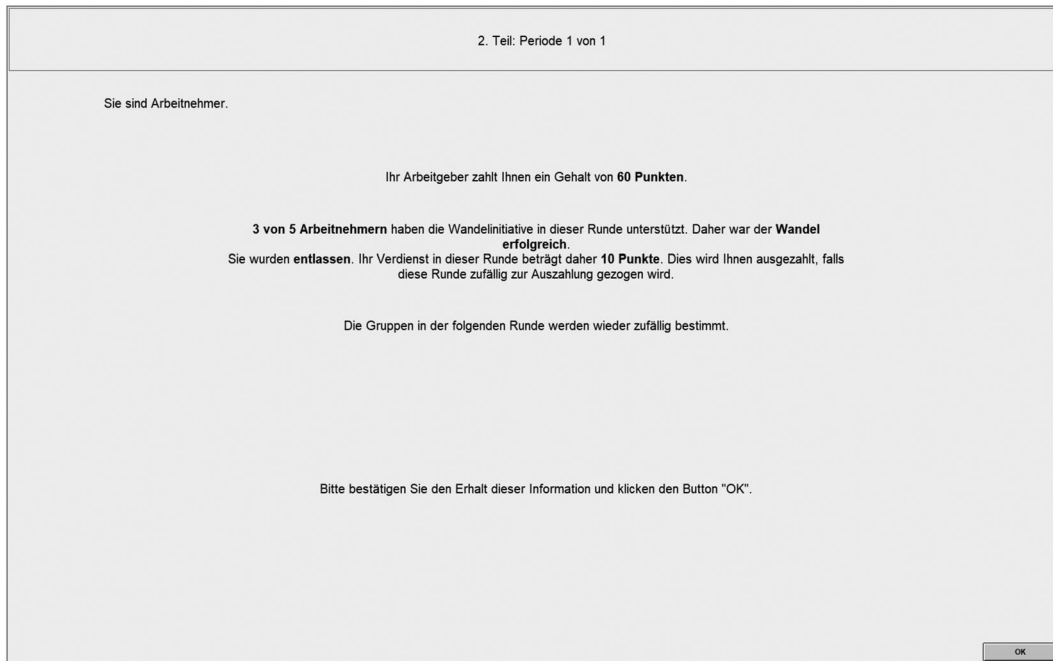 2. Teil: Periode 1 von 1
Sie sind Arbeitnehmer.
Ihr Arbeitgeber zahlt Ihnen ein Gehalt von 60 Punkten.
3 von 5 Arbeitnehmern haben die Wandelinitiative in dieser Runde unterstützt. Daher war der Wandel
erfolgreich.
Sie wurden entlassen. Ihr Verdienst in dieser Runde beträgt daher 10 Punkte. Dies wird Ihnen ausgezahlt, falls
diese Runde zufällig zur Auszahlung gezogen wird.
Die Gruppen in der folgenden Runde werden wieder zufällig bestimmt.
Bitte bestätigen Sie den Erhalt dieser Information und klicken den Button "OK".
OK